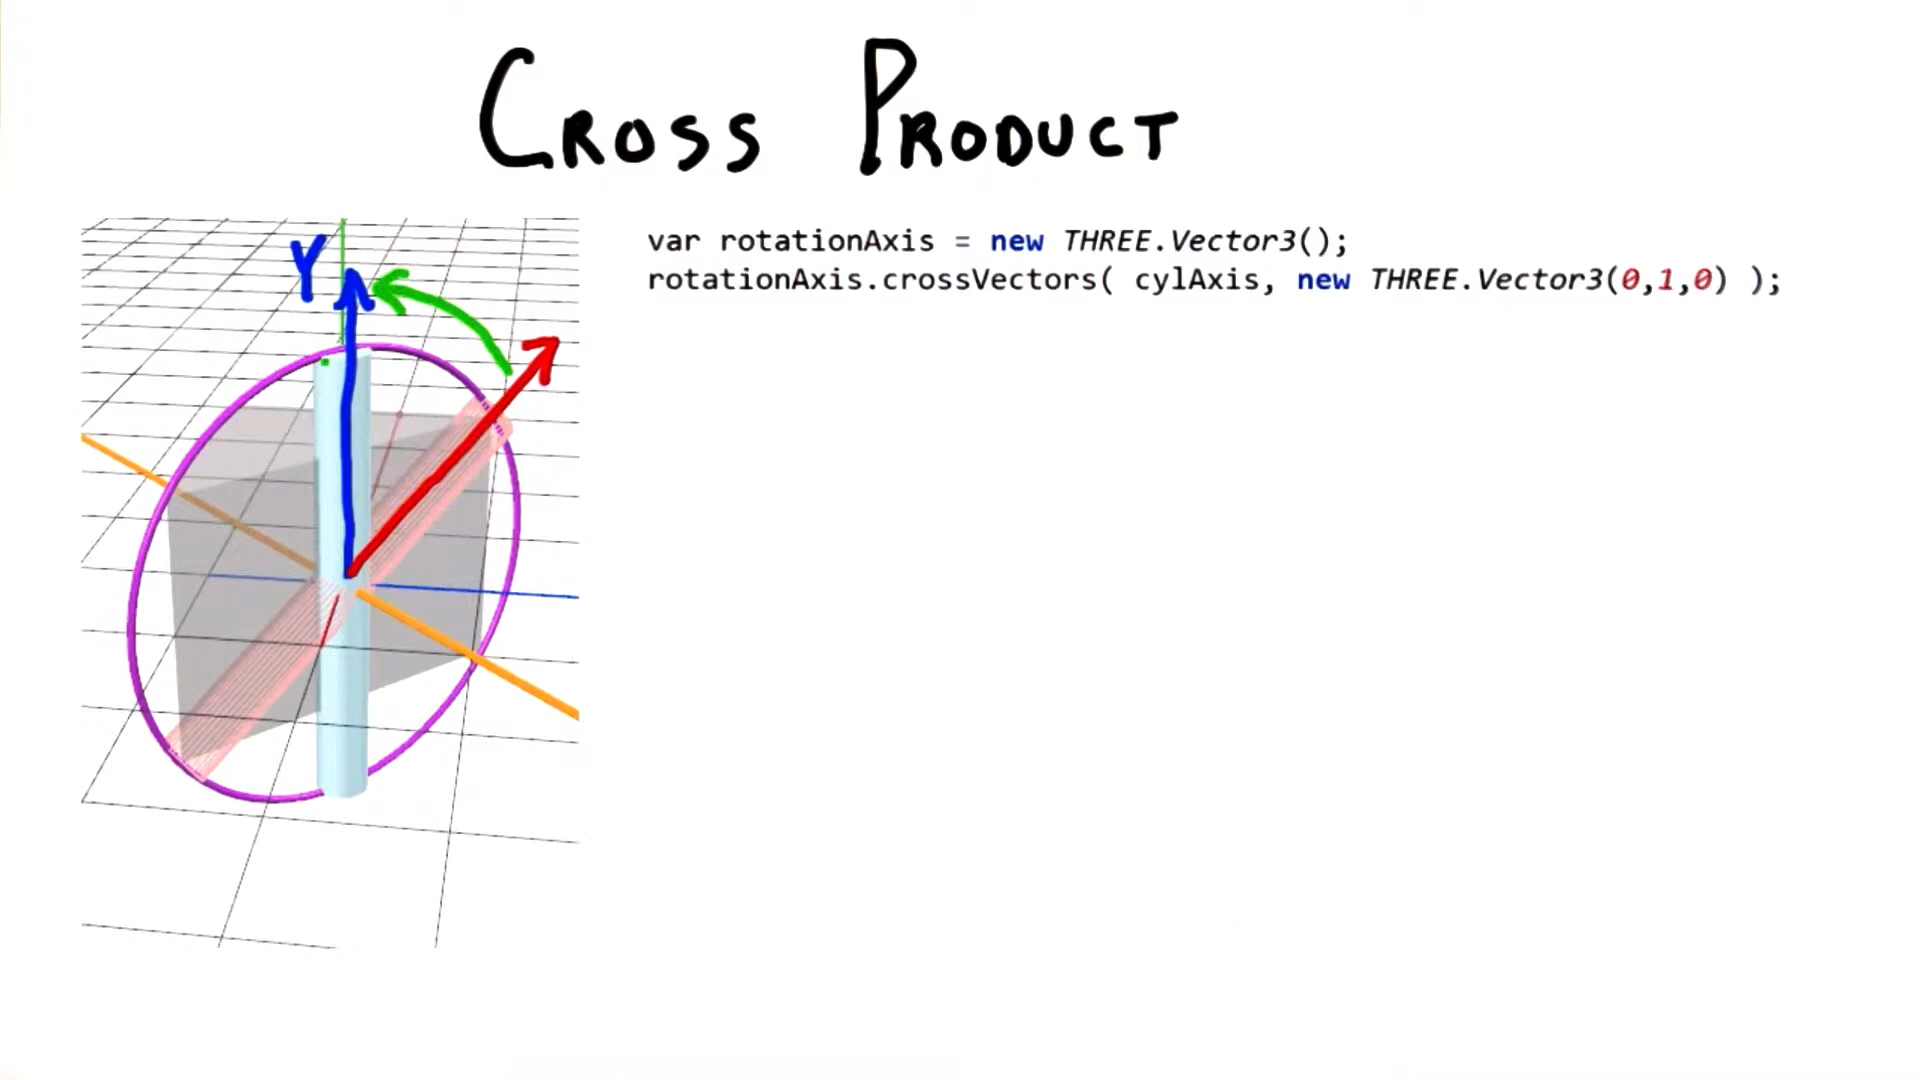 CROSS PRODUCT
Y
var rotationAxis = new THREE.Vector3();
rotationAxis.crossVectors( cylAxis, new THREE.Vector3(0,1,0) );